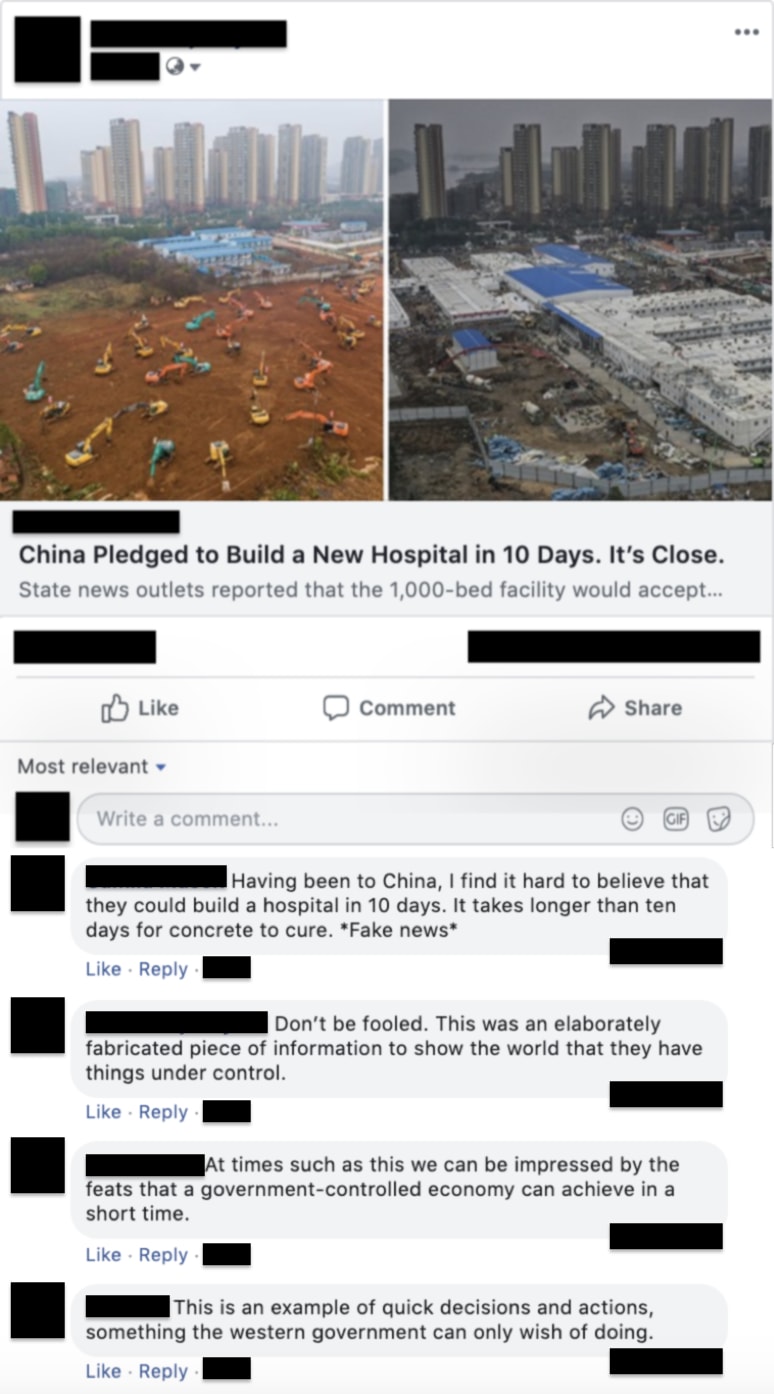 China Pledged to Build a New Hospital in 10 Days. It's Close.
State news outlets reported that the 1,000-bed facility would accept...
Like
Comment
Share
Most relevant
Write a comment...
GIF
Having been to China, I find it hard to believe that
they could build a hospital in 10 days. It takes longer than ten
days for concrete to cure. *Fake news*
Like · Reply ·
Don't be fooled. This was an elaborately
fabricated piece of information to show the world that they have
things under control.
Like · Reply ·
At times such as this we can be impressed by the
feats that a government-controlled economy can achieve in a
short time.
Like · Reply ·
This is an example of quick decisions and actions,
something the western government can only wish of doing.
Like · Reply ·